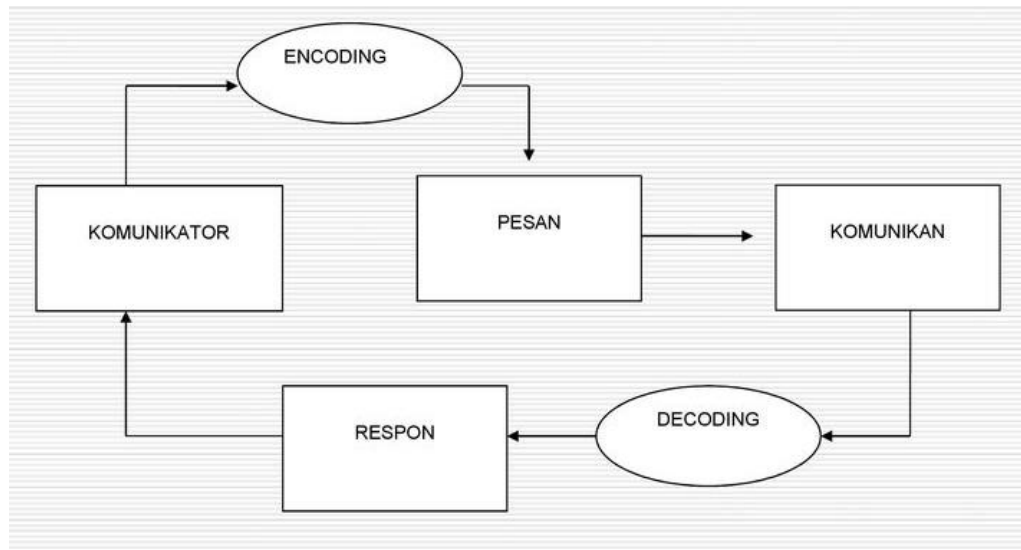 ENCODING
KOMUNIKATOR
PESAN
KOMUNIKAN
RESPON
DECODING